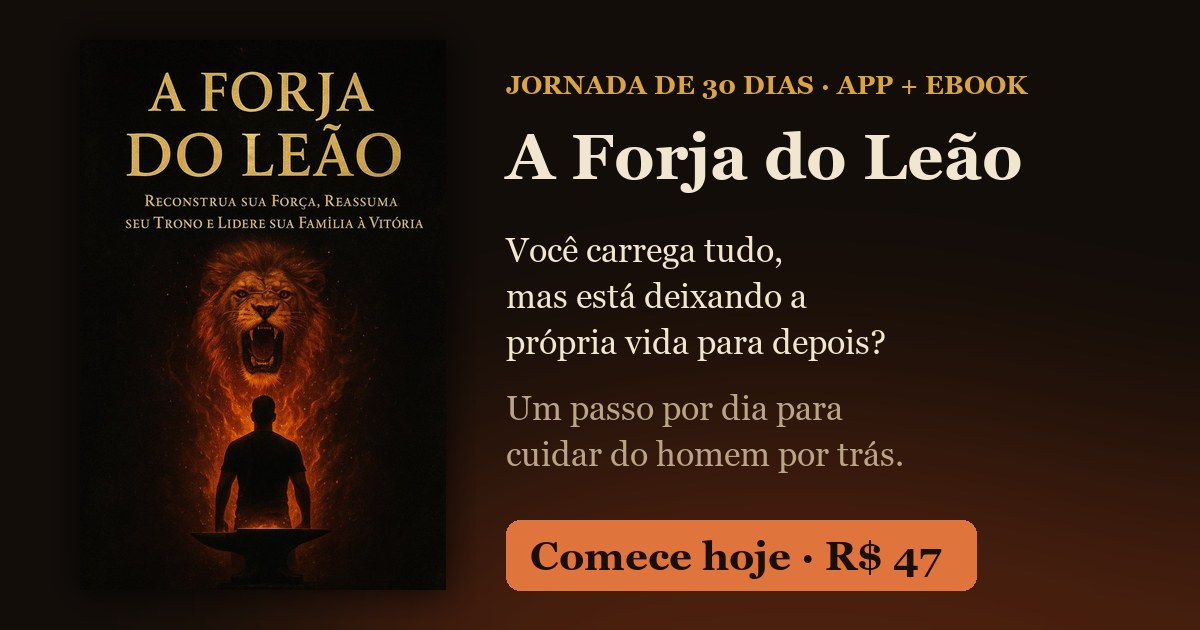 A FORJA
DO LEÃO
RECONSTRUA SUA FORÇA, REASSUMA
SEU TRONO E LIDERE SUA FAMÍLIA À VITÓRIA
JORNADA DE 30 DIAS · APP + EBOOK
A Forja do Leão
Você carrega tudo,
mas está deixando a
própria vida para depois?
Um passo por dia para
cuidar do homem por trás.
Comece hoje · R$ 47